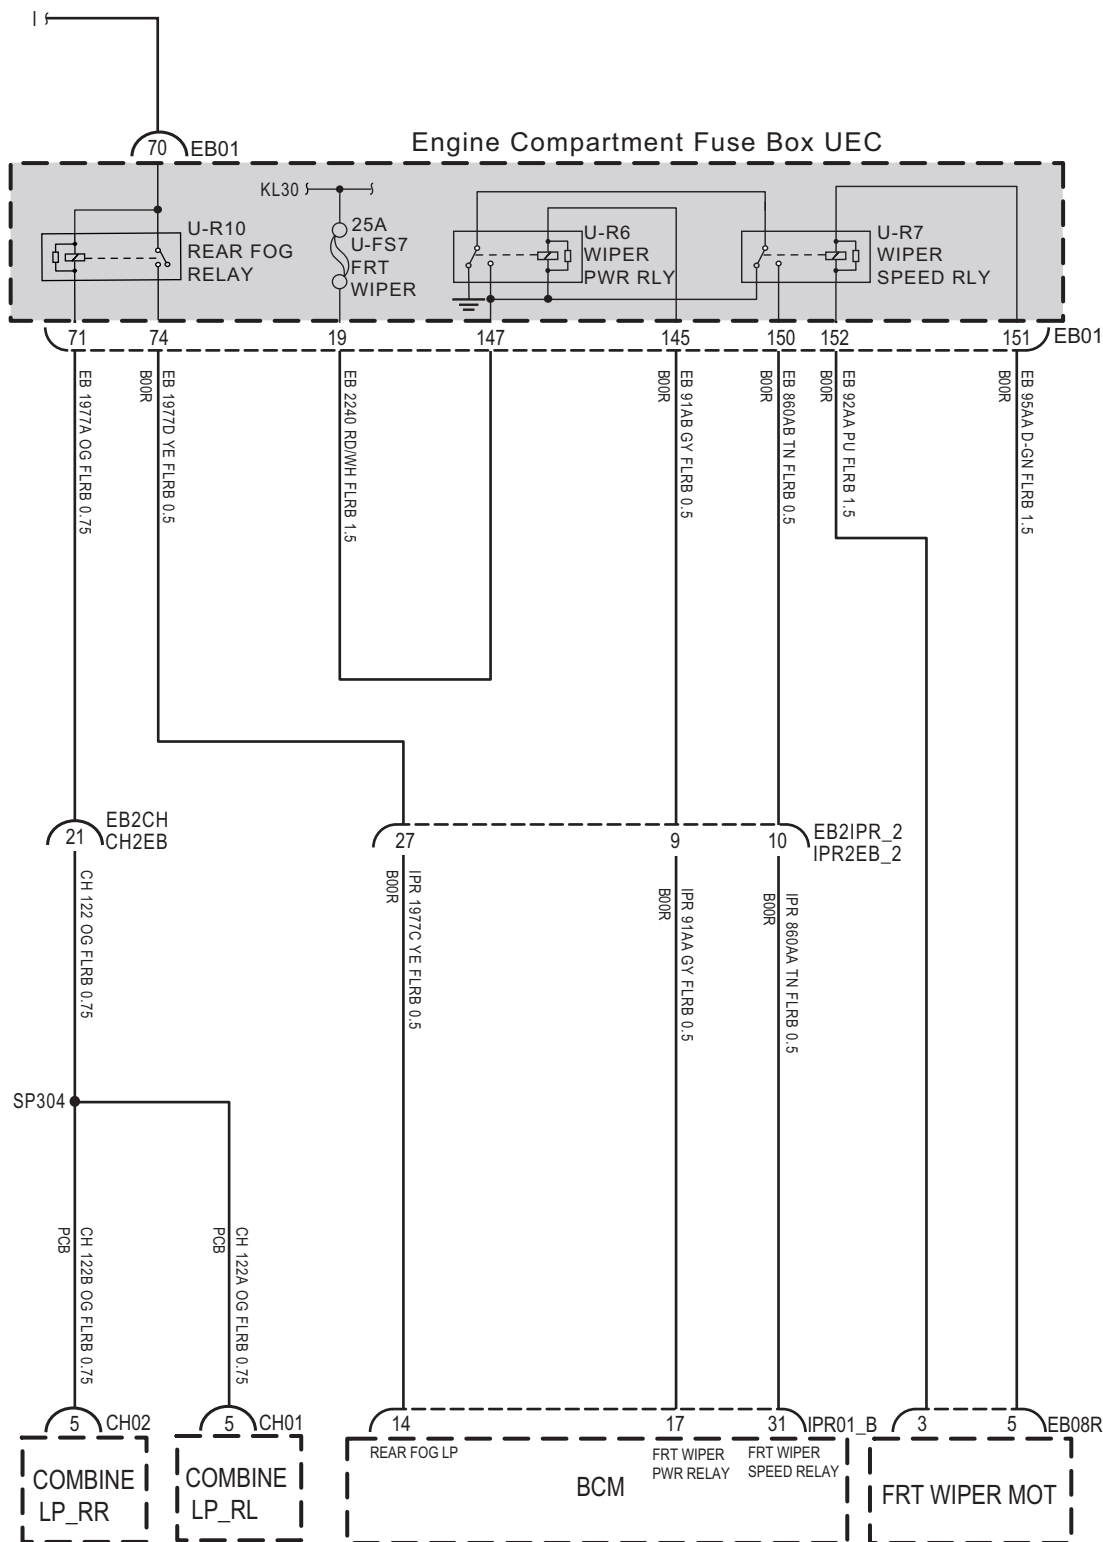 I
70 EB01
Engine Compartment Fuse Box UEC
KL30
U-R10
REAR FOG
RELAY
25A
U-FS7
FRT
WIPER
U-R6
WIPER
PWR RLY
U-R7
WIPER
SPEED RLY
71 74 19 147 145 150 152 151 EB01
EB 1977A OG FLRB 0.75
EB 1977D YE FLRB 0.5
B00R
EB 2240 RD/WH FLRB 1.5
EB 91AB GY FLRB 0.5
B00R
EB 860AB TN FLRB 0.5
B00R
EB 92AA PU FLRB 1.5
B00R
EB 95AA D-GN FLRB 1.5
B00R
21
EB2CH
CH2EB
27 9 10
EB2IPR_2
IPR2EB_2
CH 122 OG FLRB 0.75
IPR 1977C YE FLRB 0.5
B00R
IPR 91AA GY FLRB 0.5
B00R
IPR 860AA TN FLRB 0.5
B00R
SP304
CH 122B OG FLRB 0.75
PCB
CH 122A OG FLRB 0.75
PCB
5 CH02
5 CH01
14 17 31 IPR01_B
3 5 EB08R
COMBINE
LP_RR
COMBINE
LP_RL
REAR FOG LP
FRT WIPER
PWR RELAY
FRT WIPER
SPEED RELAY
BCM
FRT WIPER MOT